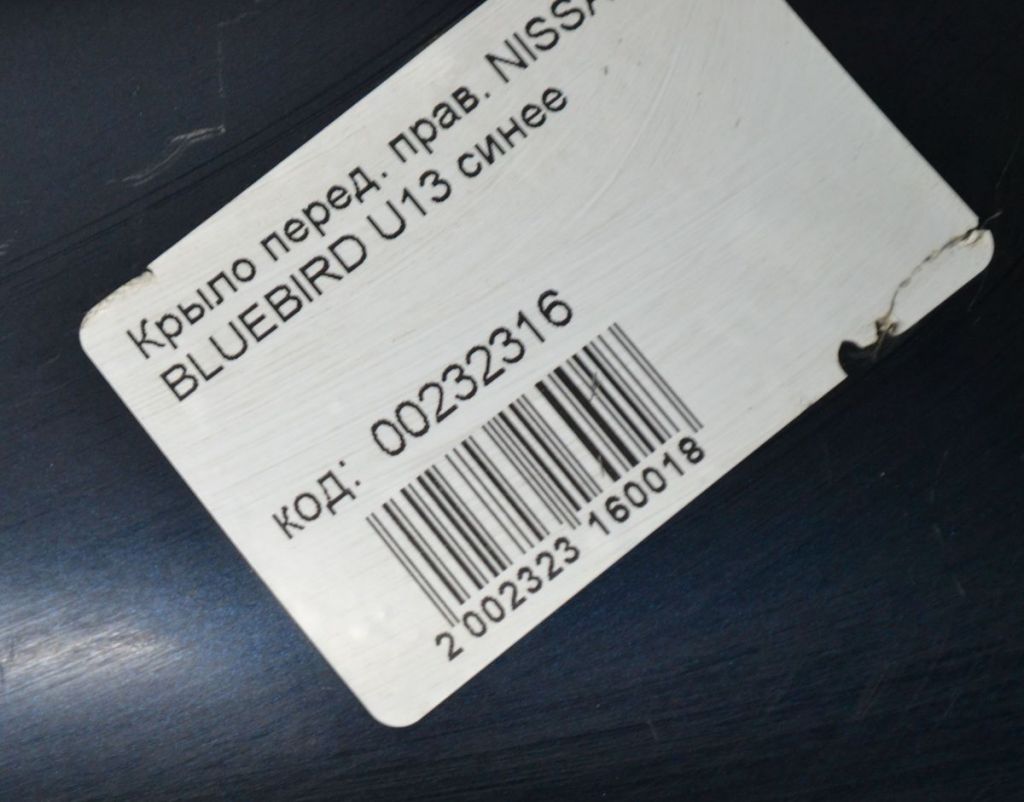 Крыло перед. прав. NISSA
BLUEBIRD U13 синее
код: 00232316
2 002323 160018